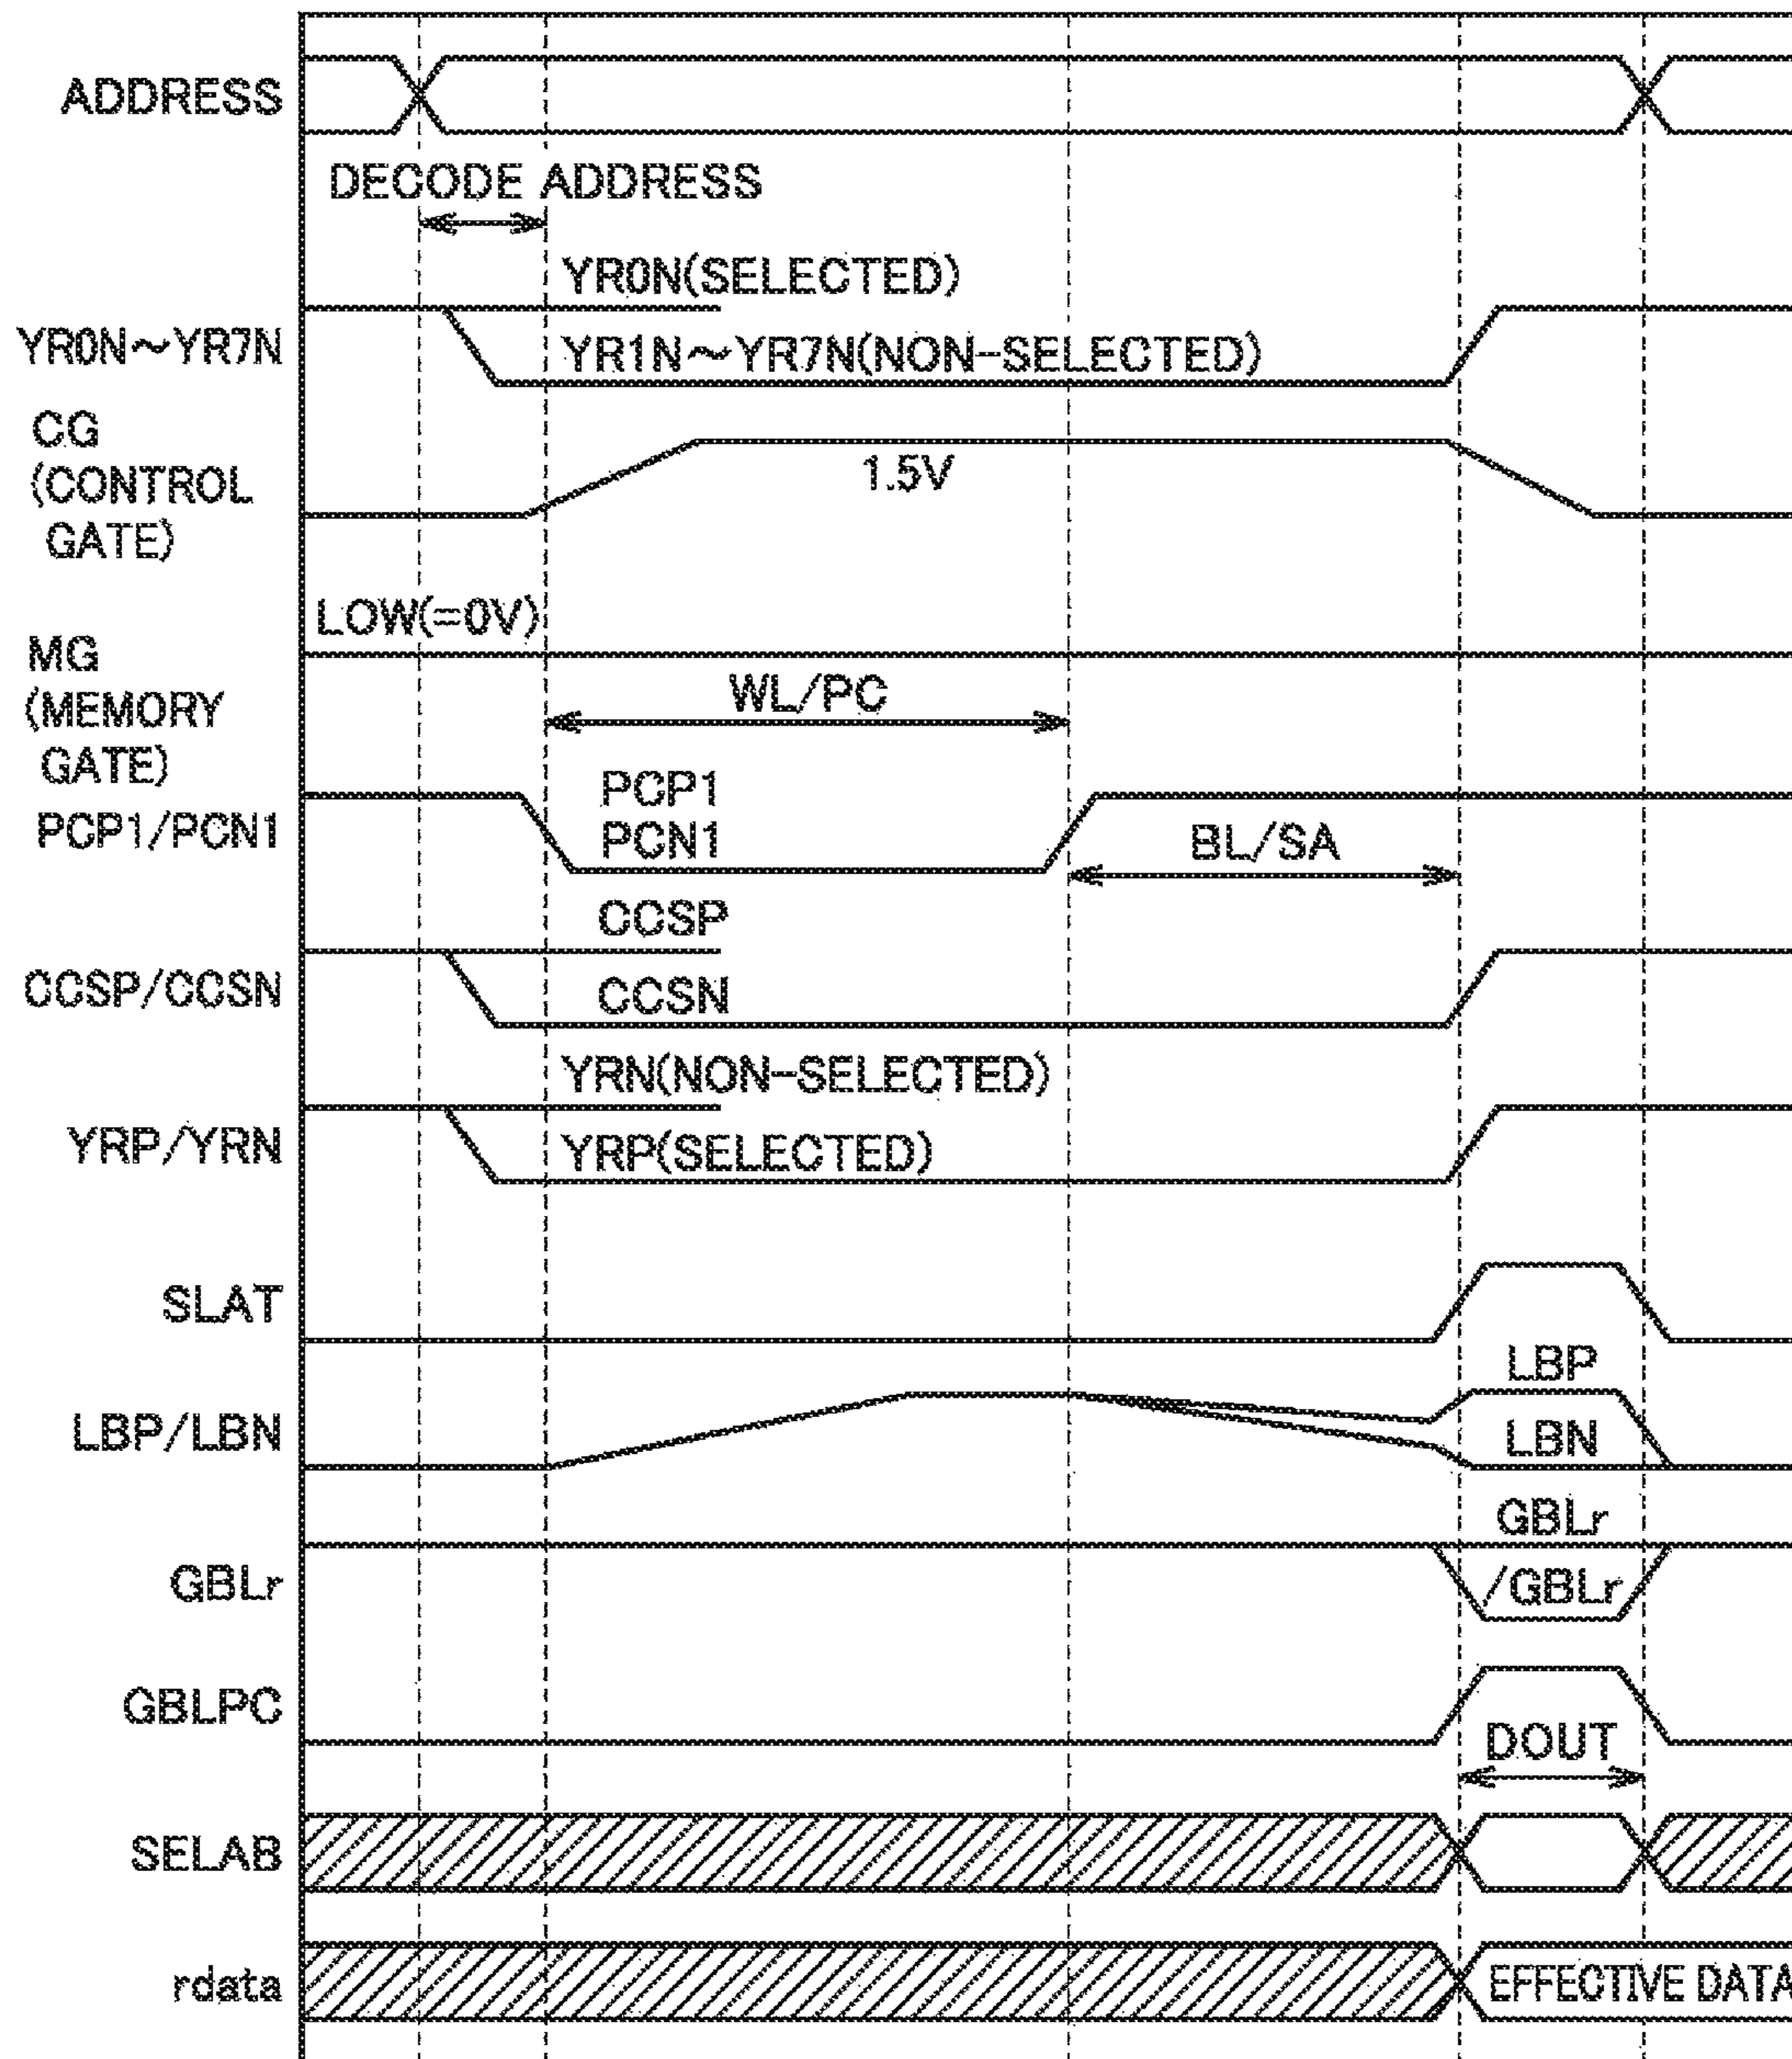 ADDRESS
DECODE ADDRESS
YR0N(SELECTED)
YR0N～YR7N
YR1N～YR7N(NON-SELECTED)
CG
(CONTROL
GATE)
1.5V
LOW(=0V)
MG
(MEMORY
GATE)
WL/PC
PCP1/PCN1
PCP1
PCN1
BL/SA
CCSP
CCSP/CCSN
CCSN
YRN(NON-SELECTED)
YRP/YRN
YRP(SELECTED)
SLAT
LBP
LBP/LBN
LBN
GBLr
GBLr
/GBLr
GBLPC
DOUT
SELAB
rdata
EFFECTIVE DATA